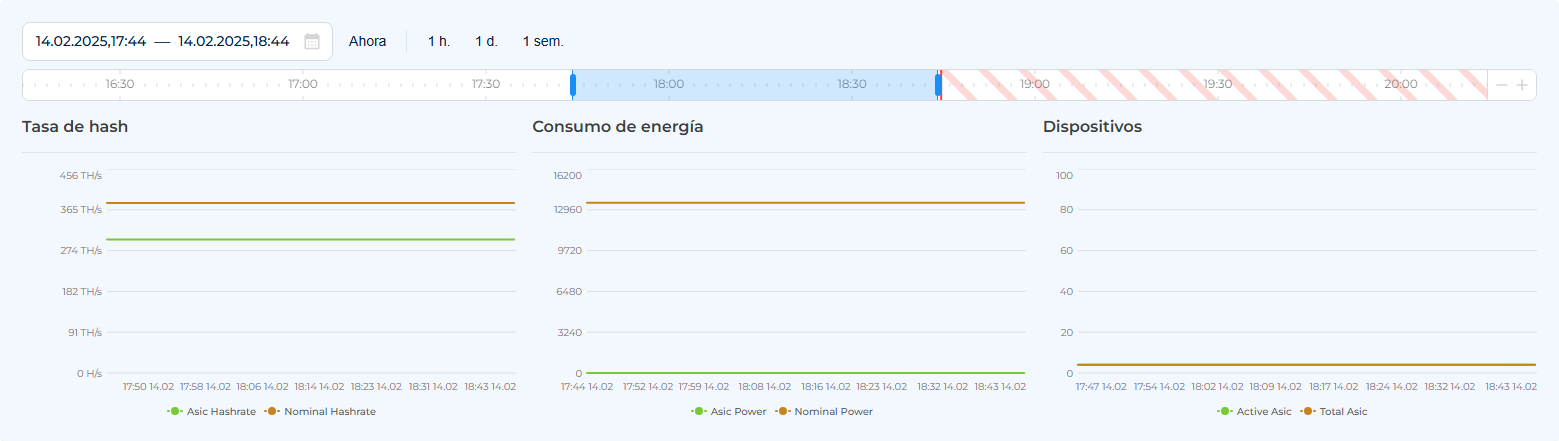 14.02.2025,17:44 — 14.02.2025,18:44 Ahora 1 h. 1 d. 1 sem.
16:30 17:00 17:30 18:00 18:30 19:00 19:30 20:00
Tasa de hash
456 TH/s
365 TH/s
274 TH/s
182 TH/s
91 TH/s
0 H/s
17:50 14.02 17:58 14.02 18:06 14.02 18:14 14.02 18:23 14.02 18:31 14.02 18:43 14.02
Asic Hashrate Nominal Hashrate
Consumo de energía
16200
12960
9720
6480
3240
0
17:44 14.02 17:52 14.02 17:59 14.02 18:08 14.02 18:16 14.02 18:23 14.02 18:32 14.02 18:43 14.02
Asic Power Nominal Power
Dispositivos
100
80
60
40
20
0
17:47 14.02 17:54 14.02 18:02 14.02 18:09 14.02 18:17 14.02 18:24 14.02 18:32 14.02 18:43 14.02
Active Asic Total Asic